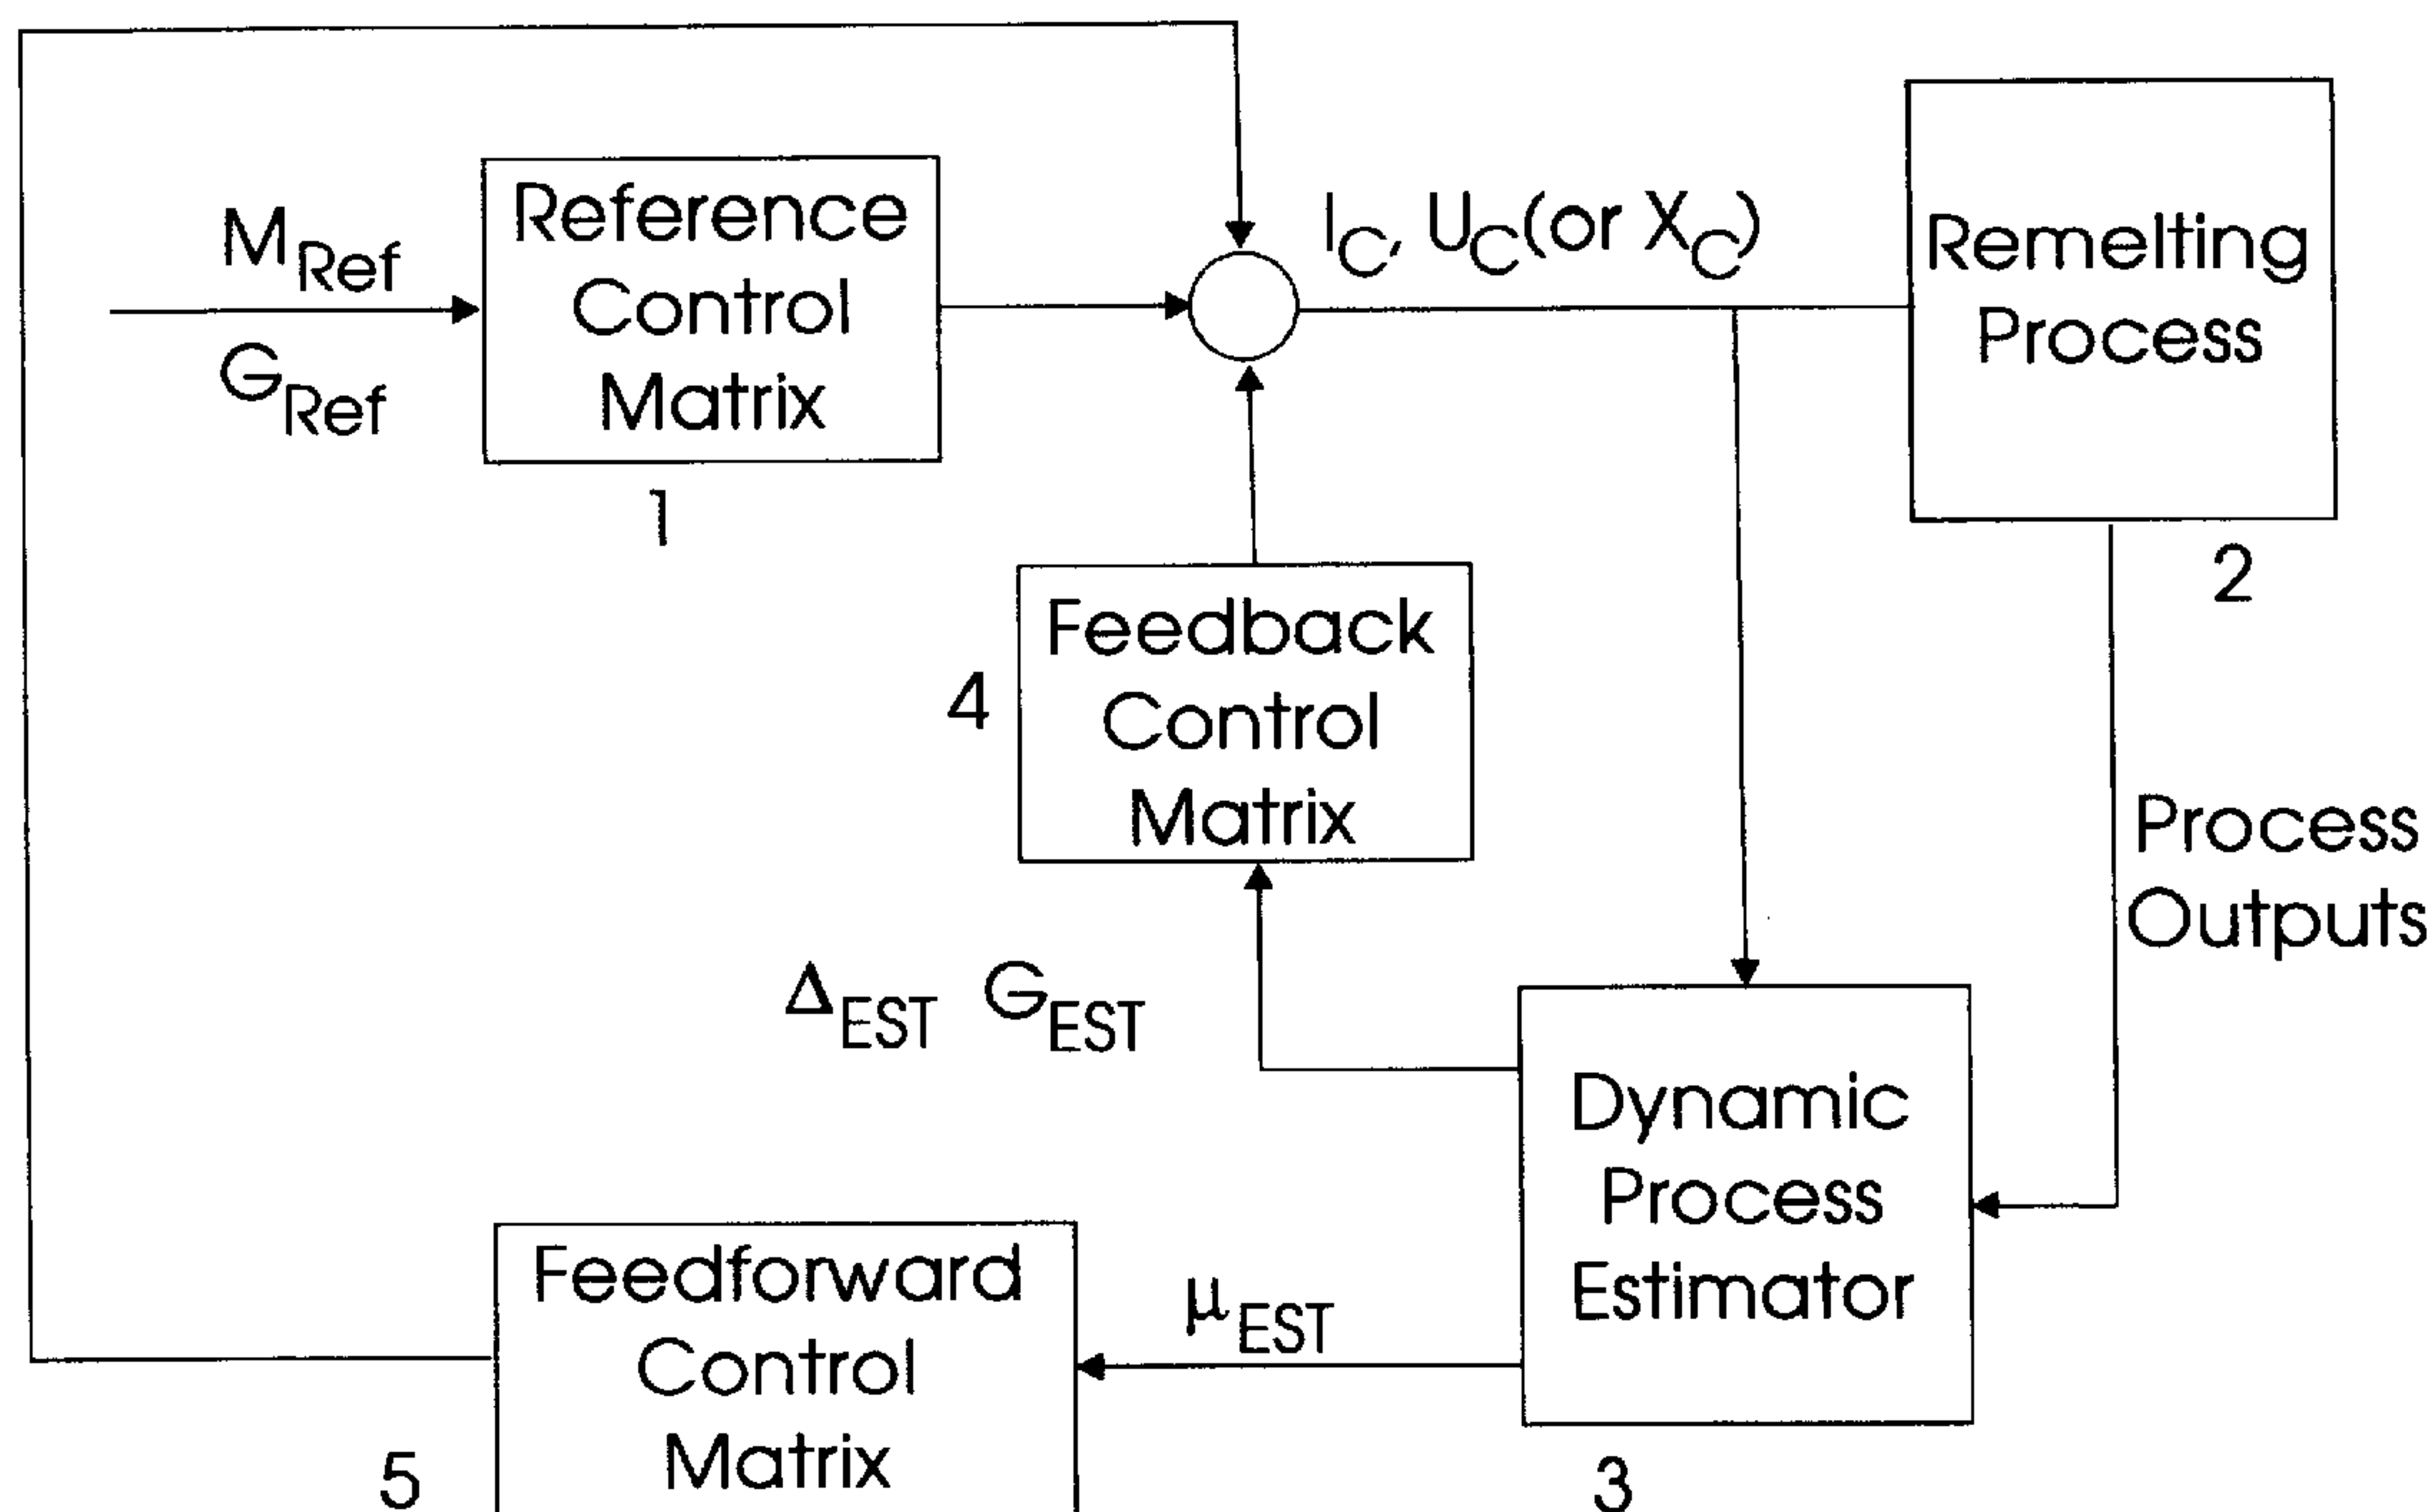 M_Ref
G_Ref
Reference
Control
Matrix
1
I_C, U_C(or X_C)
Remelting
Process
2
Feedback
Control
Matrix
4
Process
Outputs
Δ_EST G_EST
Dynamic
Process
Estimator
3
μ_EST
Feedforward
Control
Matrix
5